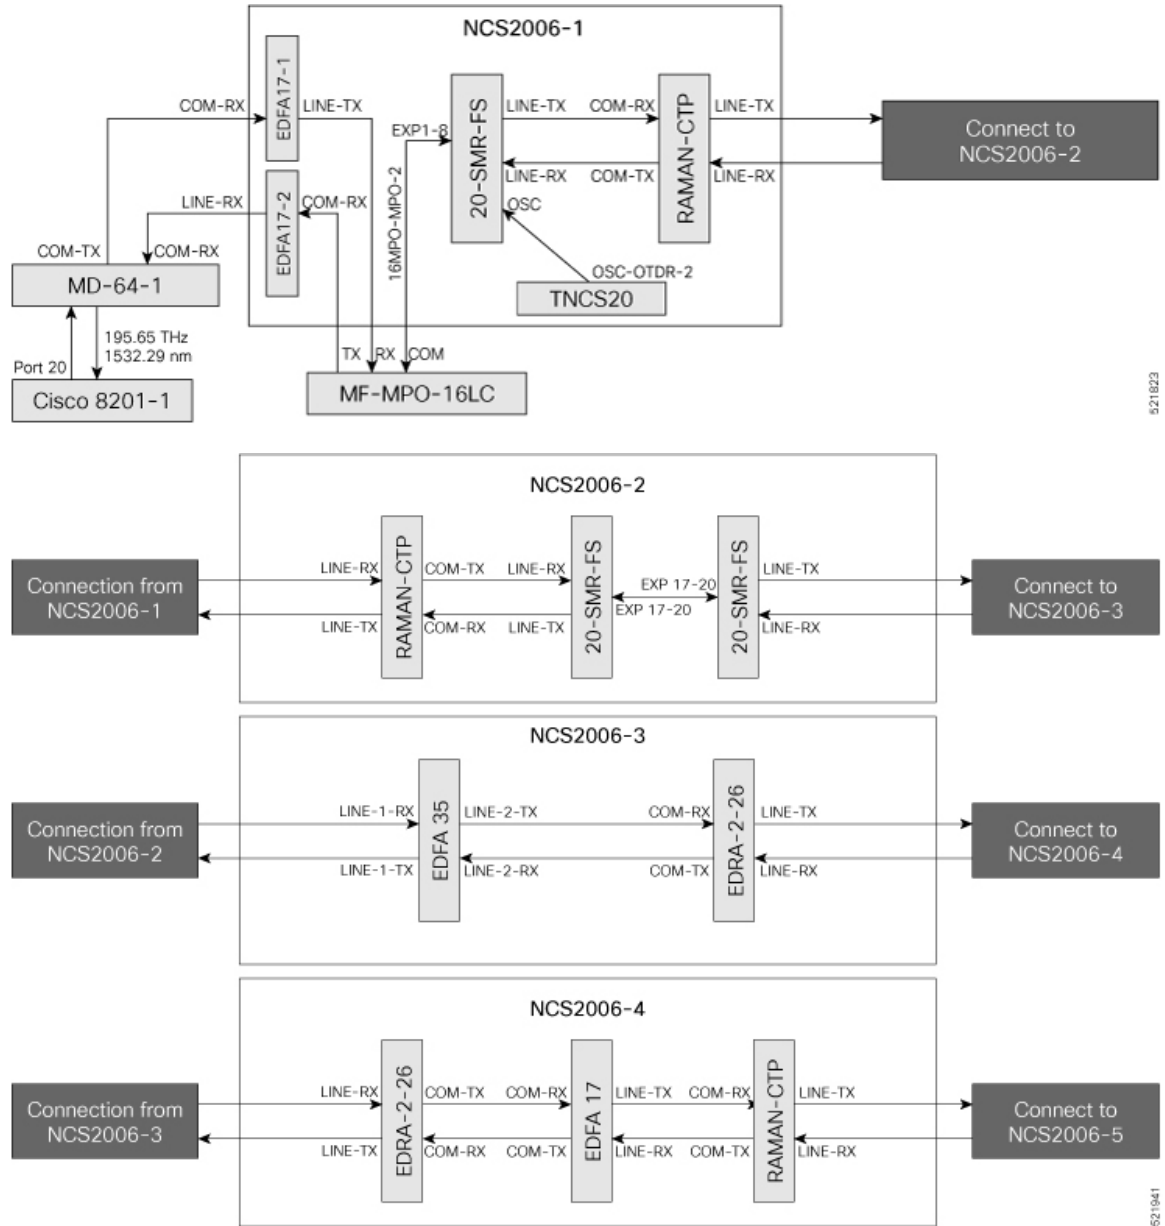 NCS2006-1
EDFA17-1
COM-RX
LINE-TX
EXP1-8
20-SMR-FS
LINE-TX
COM-RX
RAMAN-CTP
LINE-TX
Connect to
NCS2006-2
LINE-RX
COM-TX
LINE-RX
16MPO-MPO-2
OSC
EDFA17-2
LINE-RX
COM-RX
COM-TX
COM-RX
MD-64-1
OSC-OTDR-2
TNCS20
195.65 THz
1532.29 nm
Port 20
Cisco 8201-1
TX
RX
COM
MF-MPO-16LC
521823
NCS2006-2
Connection from
NCS2006-1
LINE-RX
RAMAN-CTP
COM-TX
LINE-RX
20-SMR-FS
EXP 17-20
EXP 17-20
20-SMR-FS
LINE-TX
Connect to
NCS2006-3
LINE-TX
COM-RX
LINE-TX
LINE-RX
NCS2006-3
Connection from
NCS2006-2
LINE-1-RX
EDFA 35
LINE-2-TX
COM-RX
EDRA-2-26
LINE-TX
Connect to
NCS2006-4
LINE-1-TX
LINE-2-RX
COM-TX
LINE-RX
NCS2006-4
Connection from
NCS2006-3
LINE-RX
EDRA-2-26
COM-TX
COM-RX
EDFA 17
LINE-TX
COM-RX
RAMAN-CTP
LINE-TX
Connect to
NCS2006-5
LINE-TX
COM-RX
COM-TX
LINE-RX
COM-TX
LINE-RX
521941